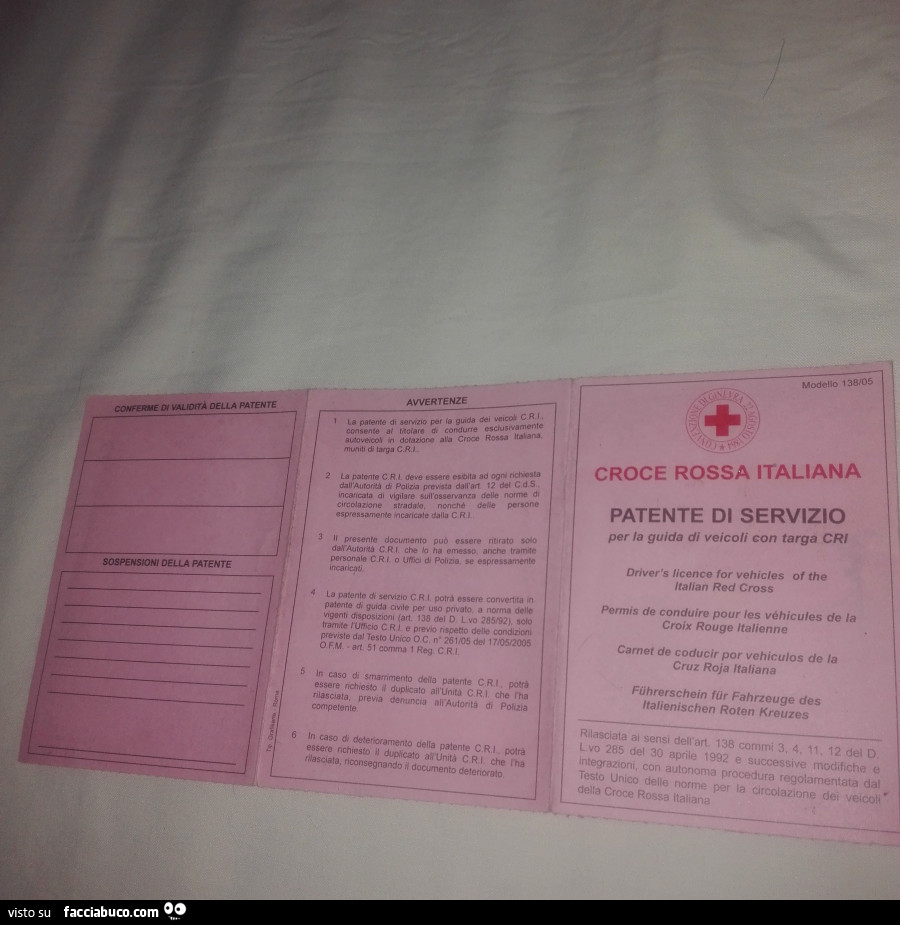 CONFERME DI VALIDITÀ DELLA PATENTE
SOSPENSIONI DELLA PATENTE
Roma
AVVERTENZE
1 La patente di servizio per la guida dei veicoli C.R.I.,
consente al titolare di condurre esclusivamente
autoveicoli in dotazione alla Croce Rossa Italiana,
muniti di targa C.R.I.
2 La patente C.R.I. deve essere esibita ad ogni richiesta
dall'Autorità di Polizia prevista dall'art. 12 del C.d.S.,
incaricata di vigilare sull'osservanza delle norme di
circolazione stradale, nonchè delle persone
espressamente incaricate dalla C.R.I.
3 Il presente documento può essere ritirato solo
dall'Autorità C.R.I. che lo ha emesso, anche tramite
personale C.R.I. o Uffici di Polizia, se espressamente
incaricati.
4 La patente di servizio C.R.I. potrà essere convertita in
patente di guida civile per uso privato, a norma delle
vigenti disposizioni (art. 138 del D. L.vo 285/92), solo
tramite l'Ufficio C.R.I. e previo rispetto delle condizioni
previste dal Testo Unico O.C. n° 261/05 del 17/05/2005
O.F.M. - art. 51 comma 1 Reg. C.R.I.
5 In caso di smarrimento della patente C.R.I., potrà
essere richiesto il duplicato all'Unità C.R.I. che l'ha
rilasciata, previa denuncia all'Autorità di Polizia
competente.
6 In caso di deterioramento della patente C.R.I., potrà
essere richiesto il duplicato all'Unità C.R.I. che l'ha
rilasciata, riconsegnando il documento deteriorato.
Modello 138/05
CONVENZIONE DI GINEVRA
CROCE ROSSA ITALIANA
PATENTE DI SERVIZIO
per la guida di veicoli con targa CRI
Driver's licence for vehicles of the
Italian Red Cross
Permis de conduire pour les véhicules de la
Croix Rouge Italienne
Carnet de coducir por vehiculos de la
Cruz Roja Italiana
Führerschein für Fahrzeuge des
Italienischen Roten Kreuzes
Rilasciata ai sensi dell'art. 138 commi 3, 4, 11, 12 del D.
L.vo 285 del 30 aprile 1992 e successive modifiche e
integrazioni, con autonoma procedura regolamentata dal
Testo Unico delle norme per la circolazione dei veicoli
della Croce Rossa Italiana
visto su facciabuco.com